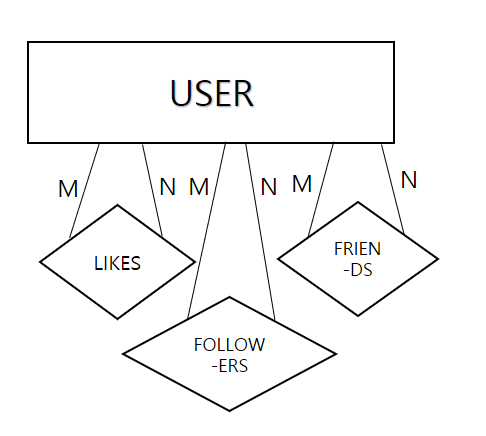 USER
M N M N M N
LIKES
FRIEN
-DS
FOLLOW
-ERS